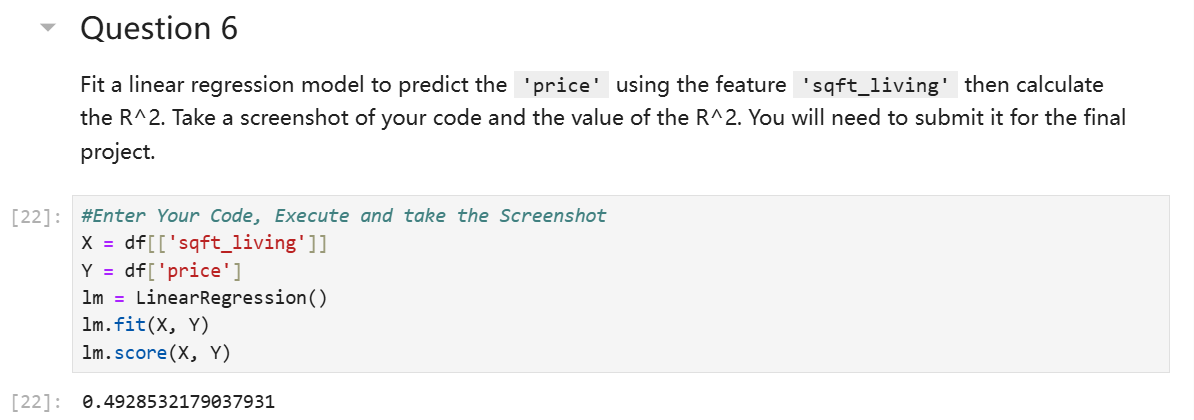 Question 6
Fit a linear regression model to predict the 'price' using the feature 'sqft_living' then calculate
the R^2. Take a screenshot of your code and the value of the R^2. You will need to submit it for the final
project.
[22]: #Enter Your Code, Execute and take the Screenshot
X = df[['sqft_living']]
Y = df['price']
lm = LinearRegression()
lm.fit(X, Y)
lm.score(X, Y)
[22]: 0.4928532179037931